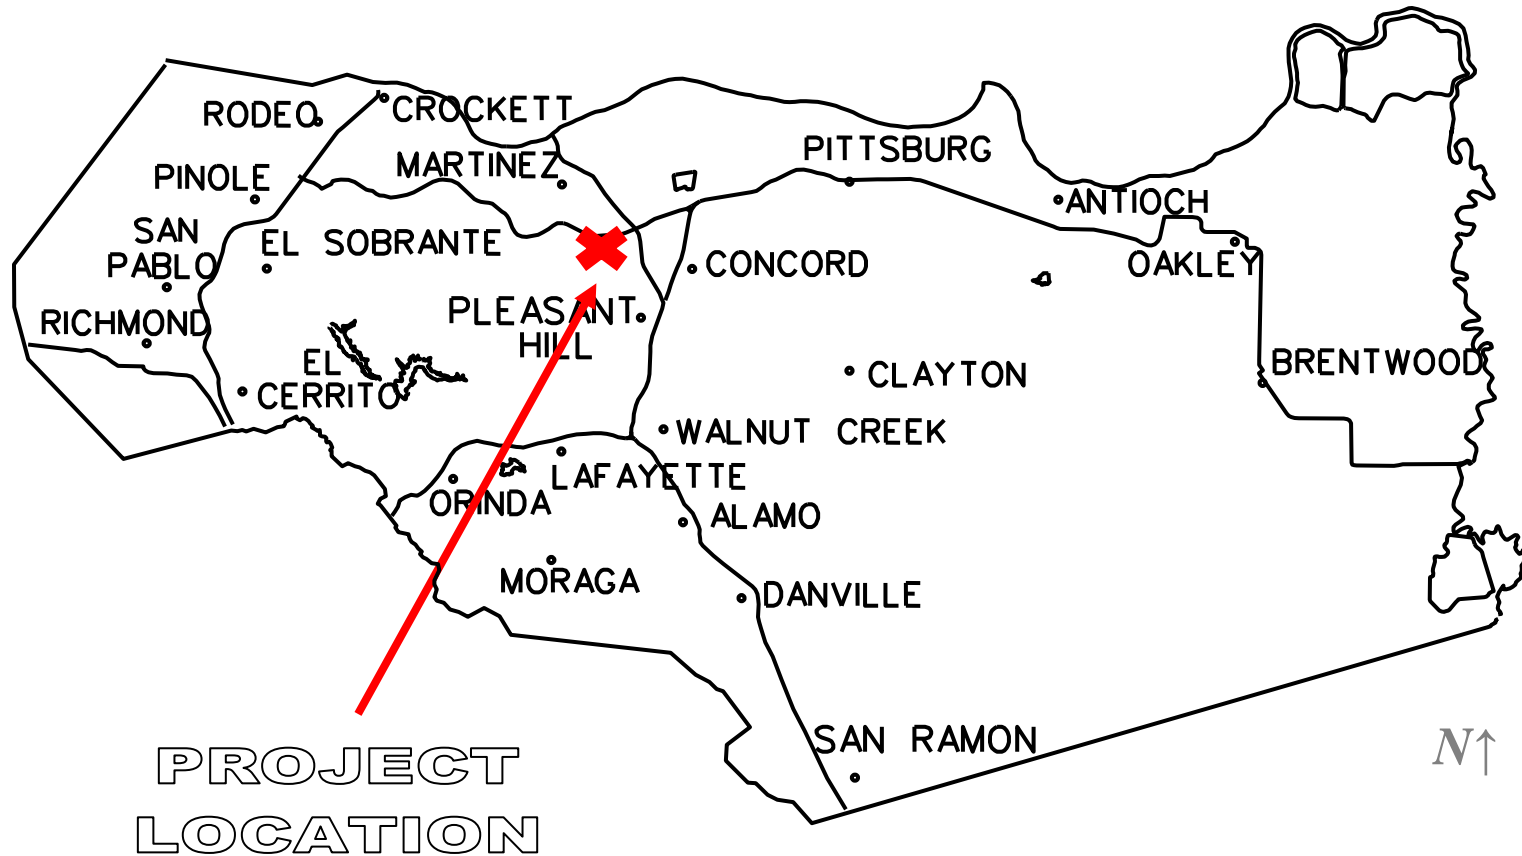 RODEO
CROCKETT
MARTINEZ
PITTSBURG
PINOLE
ANTIOCH
SAN
PABLO
EL SOBRANTE
CONCORD
OAKLEY
RICHMOND
PLEASANT
HILL
EL
CERRITO
CLAYTON
BRENTWOOD
WALNUT CREEK
LAFAYETTE
ORINDA
ALAMO
MORAGA
DANVILLE
SAN RAMON
N↑
PROJECT
LOCATION